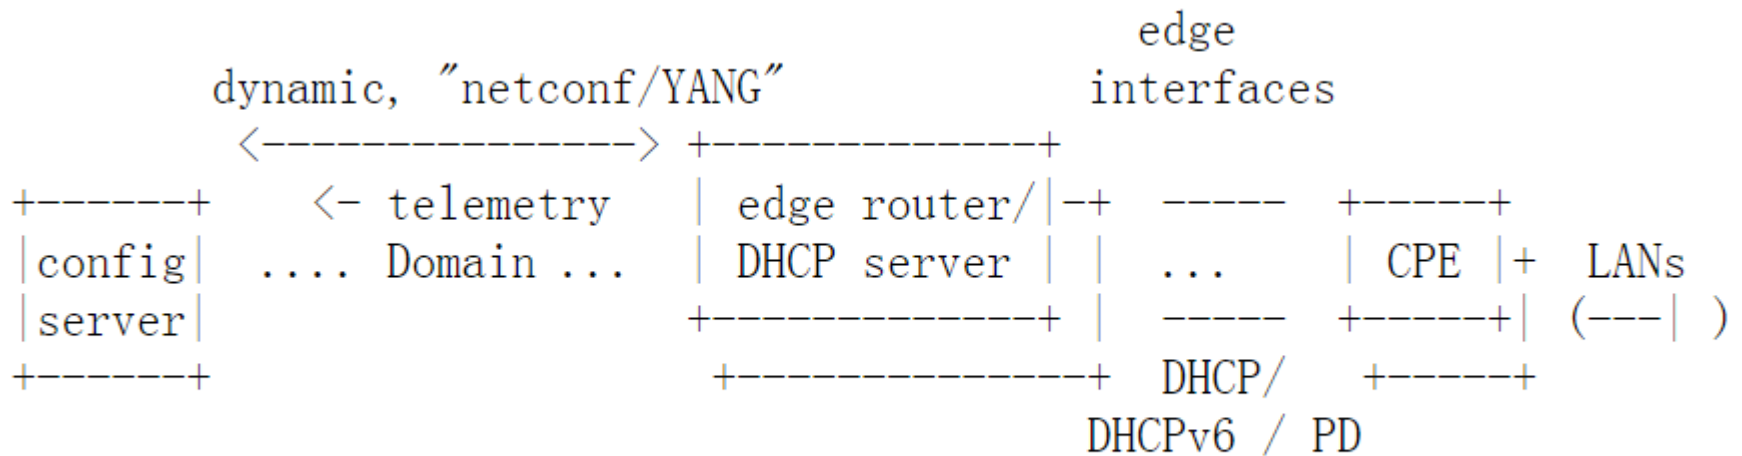 edge
                dynamic, "netconf/YANG"                         interfaces
                  <---------------> +-------------+
+------+        <- telemetry       | edge router/|-+  -----  +-----+
|config|    .... Domain ...      | DHCP server | |   ...   | CPE |+  LANs
|server|                                +-------------+ |  -----  +-----+| (---| )
+------+                                 +--------------+  DHCP/   +-----+
                                                         DHCPv6 / PD